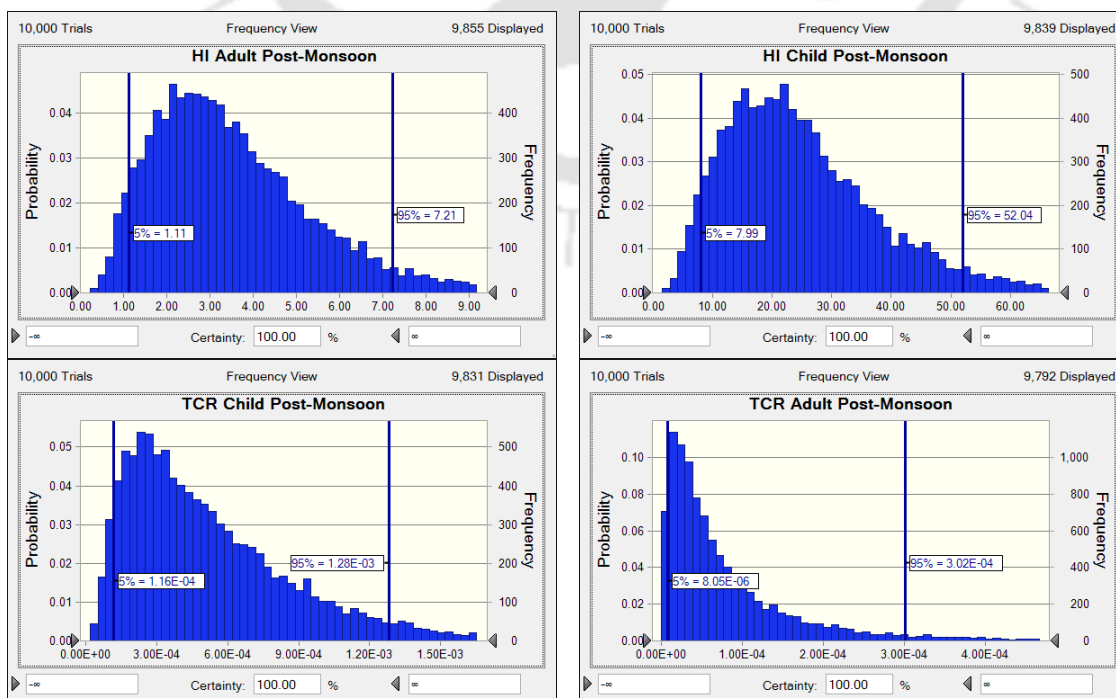 10,000 Trials Frequency View 9,855 Displayed
HI Adult Post-Monsoon
Probability
Frequency
0.04
0.03
0.02
0.01
0.00
400
300
200
100
0
5% = 1.11
95% = 7.21
0.00 1.00 2.00 3.00 4.00 5.00 6.00 7.00 8.00 9.00
-∞ Certainty: 100.00 % ∞
10,000 Trials Frequency View 9,839 Displayed
HI Child Post-Monsoon
Probability
Frequency
0.05
0.04
0.03
0.02
0.01
0.00
500
400
300
200
100
0
5% = 7.99
95% = 52.04
0.00 10.00 20.00 30.00 40.00 50.00 60.00
-∞ Certainty: 100.00 % ∞
10,000 Trials Frequency View 9,831 Displayed
TCR Child Post-Monsoon
Probability
Frequency
0.05
0.04
0.03
0.02
0.01
0.00
500
400
300
200
100
0
95% = 1.28E-03
5% = 1.16E-04
0.00E+00 3.00E-04 6.00E-04 9.00E-04 1.20E-03 1.50E-03
-∞ Certainty: 100.00 % ∞
10,000 Trials Frequency View 9,792 Displayed
TCR Adult Post-Monsoon
Probability
Frequency
0.10
0.08
0.06
0.04
0.02
0.00
1,000
800
600
400
200
0
95% = 3.02E-04
5% = 8.05E-06
0.00E+00 1.00E-04 2.00E-04 3.00E-04 4.00E-04
-∞ Certainty: 100.00 % ∞